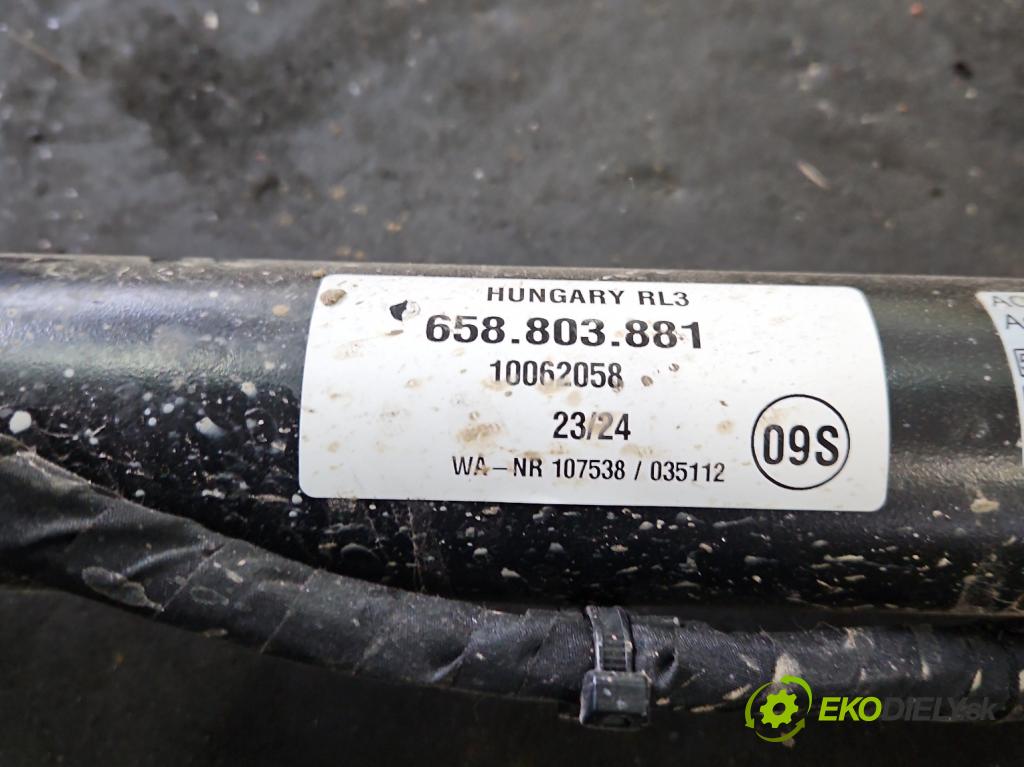 HUNGARY RL3
658.803.881
10062058
23/24
09S
WA-NR 107538 / 035112
EKODIELY.sk